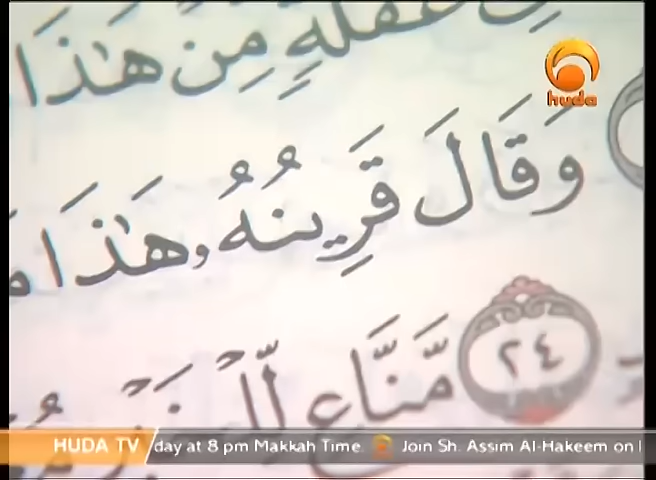 huda
غَفْلَةٍ مِّنْ هَٰذَا
وَقَالَ قَرِينُهُۥ هَٰذَا
٢٤ مَّنَّاعٍ لِّلْخَيْرِ
HUDA TV day at 8 pm Makkah Time. Join Sh. Assim Al-Hakeem on